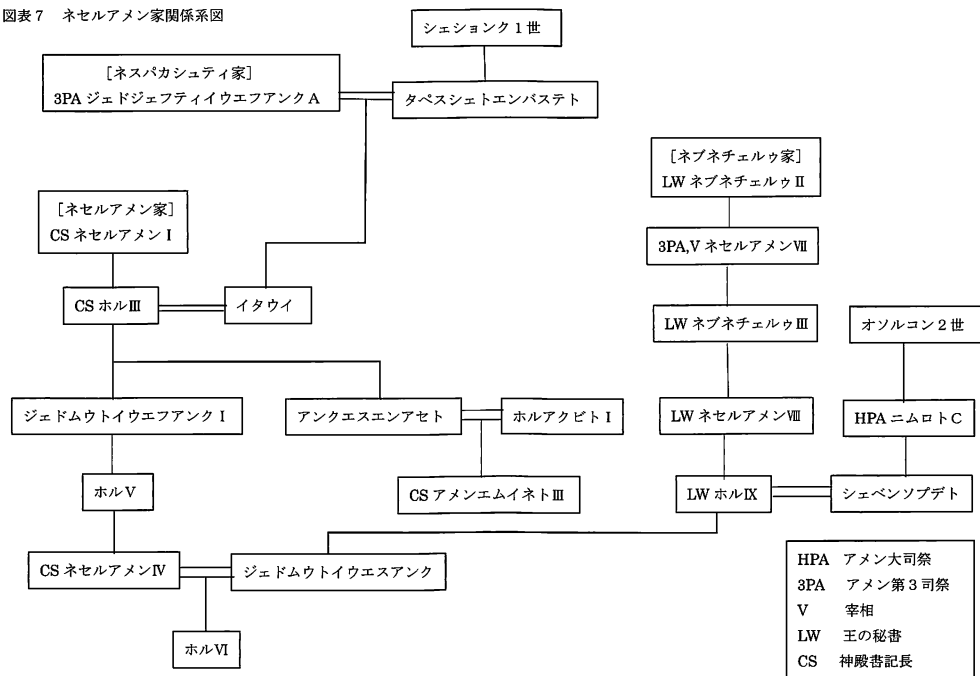 図表7 ネセルアメン家関係系図
シェションク1世
[ネスパカシュティ家]
3PA ジェドジェフティイウエフアンクA
タペスシェトエンバステト
[ネブネチェルゥ家]
LW ネブネチェルゥⅡ
[ネセルアメン家]
CS ネセルアメンⅠ
3PA,V ネセルアメンⅦ
CS ホルⅢ
イタウイ
LW ネブネチェルゥⅢ
オソルコン2世
ジェドムウトイウエフアンクⅠ
アンクエスエンアセト
ホルアクビトⅠ
LW ネセルアメンⅧ
HPA ニムロトC
ホルⅤ
CS アメンエムイネトⅢ
LW ホルⅨ
シェベンソプデト
CS ネセルアメンⅣ
ジェドムウトイウエスアンク
ホルⅥ
HPA アメン大司祭
3PA アメン第3司祭
V 宰相
LW 王の秘書
CS 神殿書記長